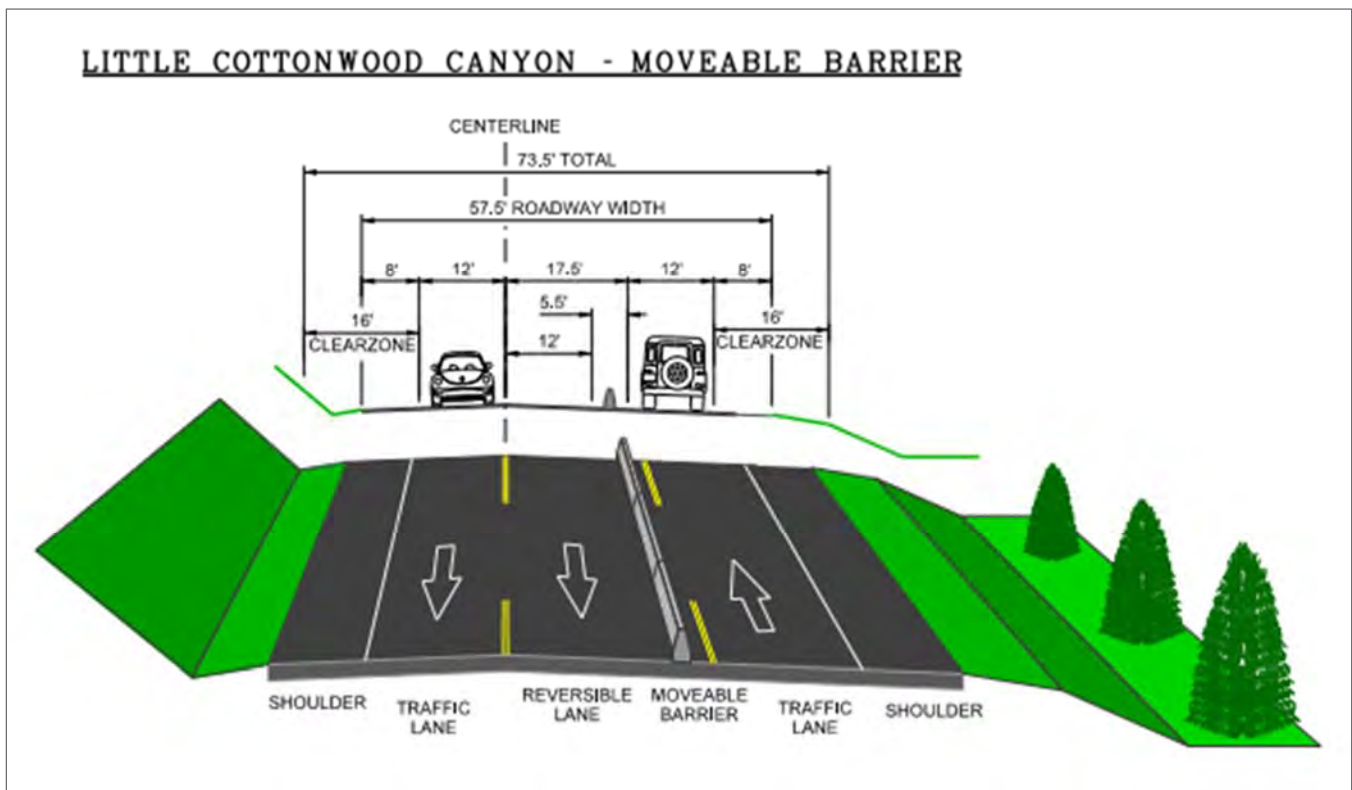 LITTLE COTTONWOOD CANYON - MOVEABLE BARRIER
CENTERLINE
73.5' TOTAL
57.5' ROADWAY WIDTH
8' 12' 17.5' 12' 8'
5.5'
16' 16'
CLEARZONE 12' CLEARZONE
SHOULDER TRAFFIC REVERSIBLE MOVEABLE TRAFFIC SHOULDER
LANE LANE BARRIER LANE